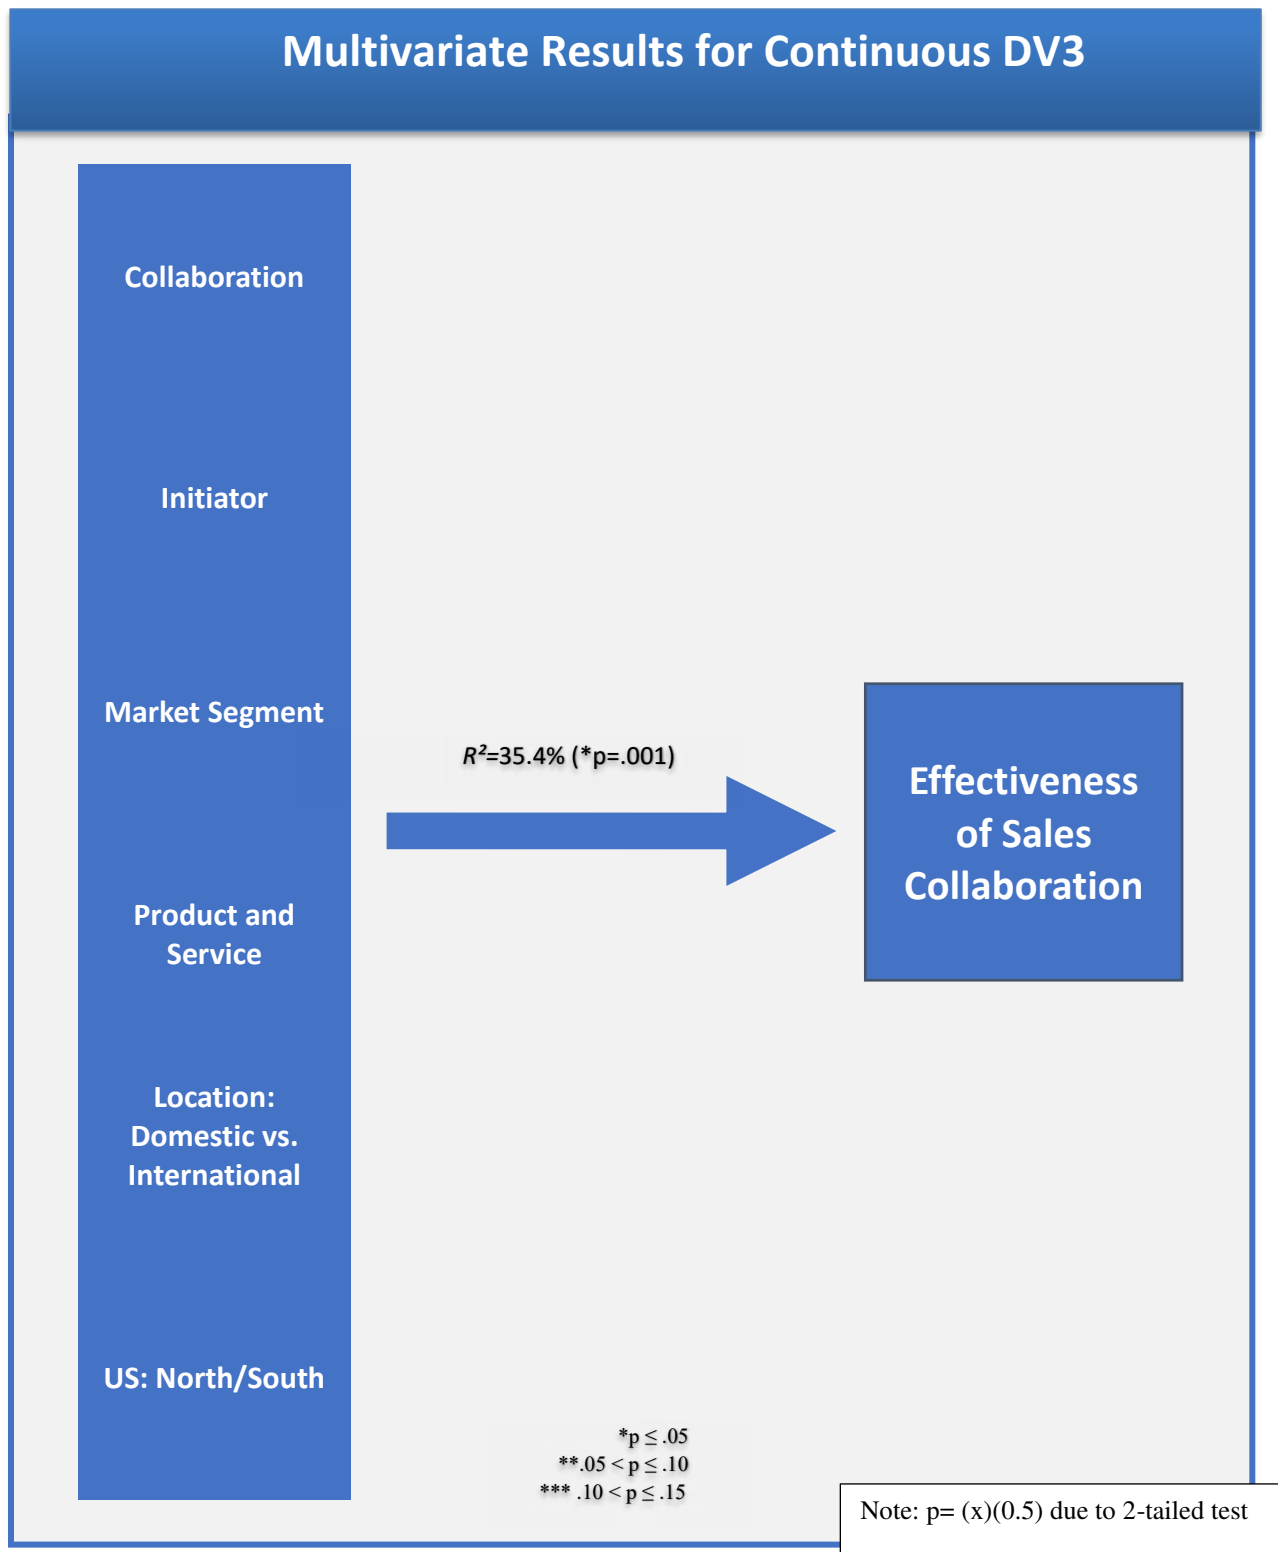 Multivariate Results for Continuous DV3
Collaboration
Initiator
Market Segment
R²=35.4% (*p=.001)
Effectiveness
of Sales
Collaboration
Product and
Service
Location:
Domestic vs.
International
US: North/South
*p ≤ .05
**.05 < p ≤ .10
*** .10 < p ≤ .15
Note: p= (x)(0.5) due to 2-tailed test